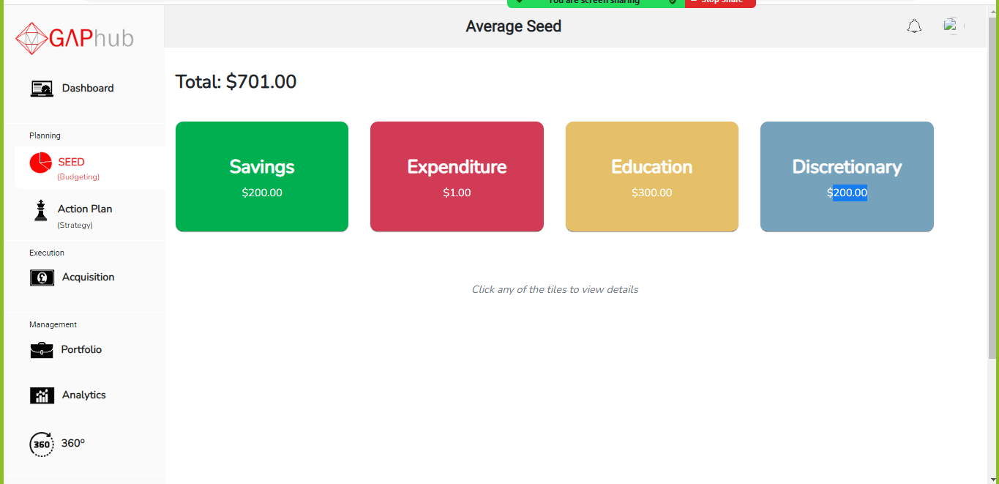 You are screen sharing
Stop Share
GΛPhub
Average Seed
Dashboard
Total: $701.00
Planning
SEED
(Budgeting)
Action Plan
(Strategy)
Execution
Acquisition
Management
Portfolio
Analytics
360
360º
Savings
$200.00
Expenditure
$1.00
Education
$300.00
Discretionary
$200.00
Click any of the tiles to view details